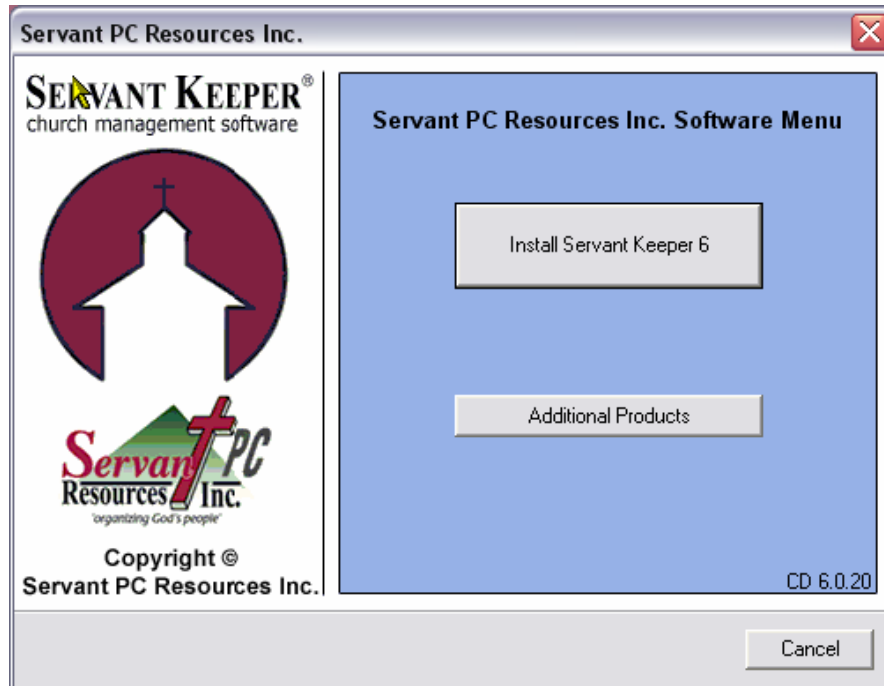 Servant PC Resources Inc.
SERVANT KEEPER®
church management software
Servant PC
Resources Inc.
"organizing God's people"
Copyright ©
Servant PC Resources Inc.
Servant PC Resources Inc. Software Menu
Install Servant Keeper 6
Additional Products
CD 6.0.20
Cancel